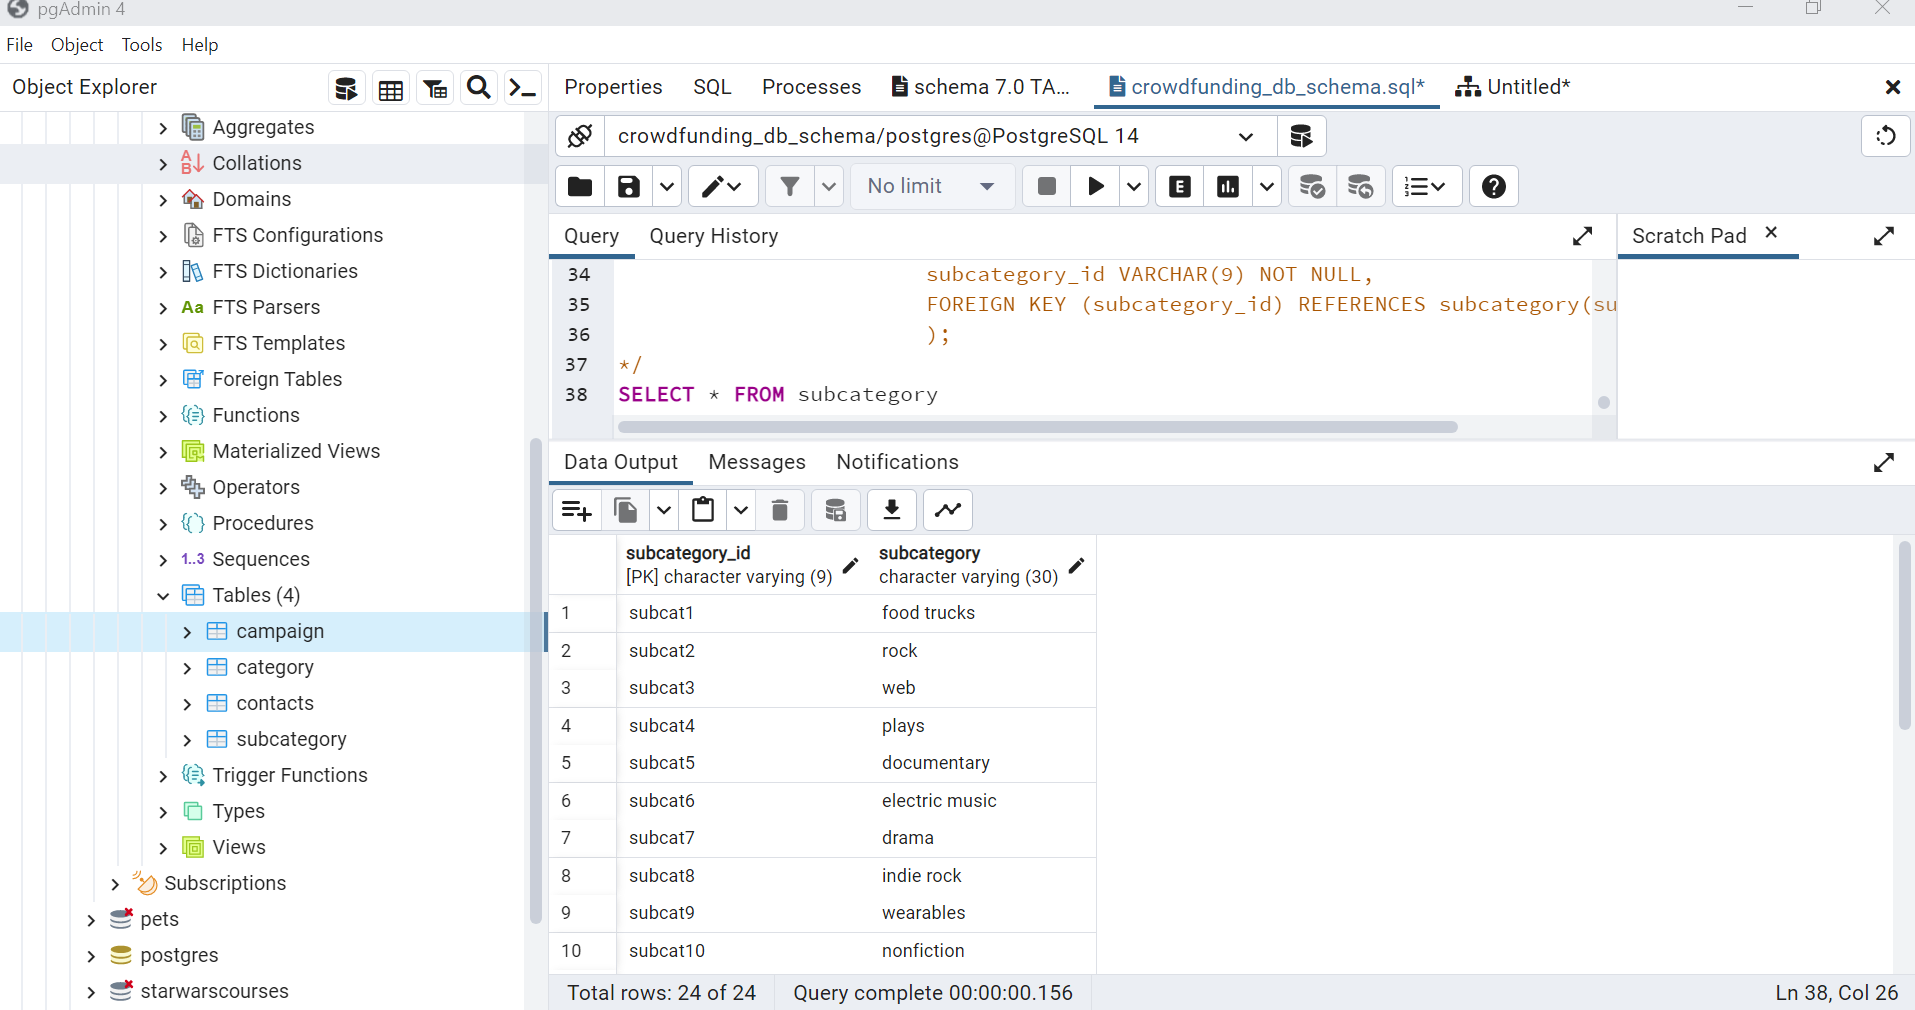 pgAdmin 4
File Object Tools Help
Object Explorer
Aggregates
Collations
Domains
FTS Configurations
FTS Dictionaries
Aa FTS Parsers
FTS Templates
Foreign Tables
Functions
Materialized Views
Operators
Procedures
1..3 Sequences
Tables (4)
campaign
category
contacts
subcategory
Trigger Functions
Types
Views
Subscriptions
pets
postgres
starwarscourses
Properties SQL Processes schema 7.0 TA... crowdfunding_db_schema.sql* Untitled*
crowdfunding_db_schema/postgres@PostgreSQL 14
No limit
Query Query History
Scratch Pad
34 subcategory_id VARCHAR(9) NOT NULL,
35 FOREIGN KEY (subcategory_id) REFERENCES subcategory(su
36 );
37 */
38 SELECT * FROM subcategory
Data Output Messages Notifications
subcategory_id subcategory
[PK] character varying (9) character varying (30)
1 subcat1 food trucks
2 subcat2 rock
3 subcat3 web
4 subcat4 plays
5 subcat5 documentary
6 subcat6 electric music
7 subcat7 drama
8 subcat8 indie rock
9 subcat9 wearables
10 subcat10 nonfiction
Total rows: 24 of 24 Query complete 00:00:00.156 Ln 38, Col 26